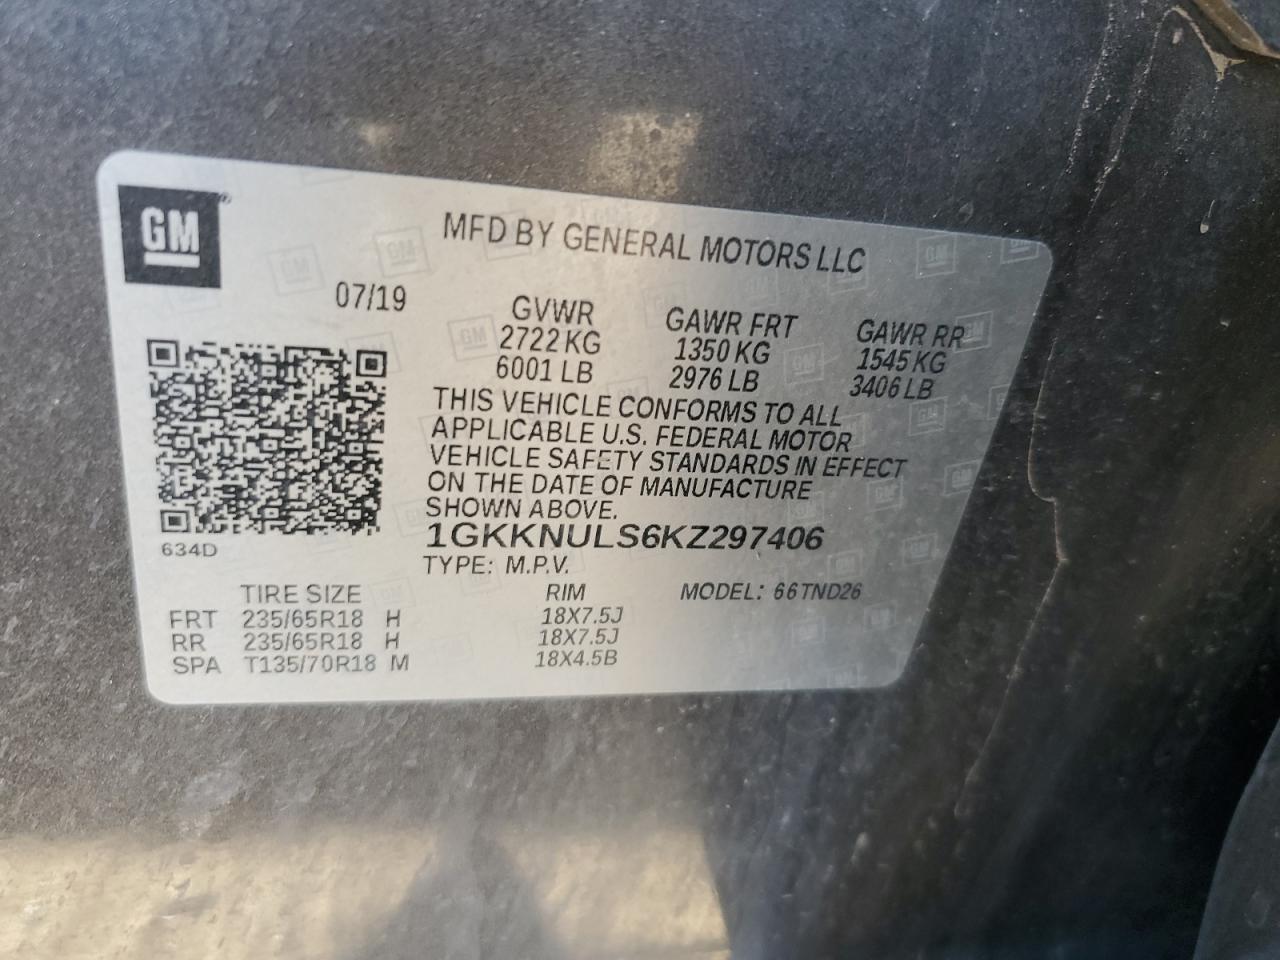 GM®
MFD BY GENERAL MOTORS LLC
07/19
GVWR GAWR FRT GAWR RR
2722 KG 1350 KG 1545 KG
6001 LB 2976 LB 3406 LB
THIS VEHICLE CONFORMS TO ALL
APPLICABLE U.S. FEDERAL MOTOR
VEHICLE SAFETY STANDARDS IN EFFECT
ON THE DATE OF MANUFACTURE
SHOWN ABOVE.
1GKKNULS6KZ297406
634D
TYPE: M.P.V.
TIRE SIZE RIM MODEL: 66TND26
FRT 235/65R18 H 18X7.5J
RR 235/65R18 H 18X7.5J
SPA T135/70R18 M 18X4.5B